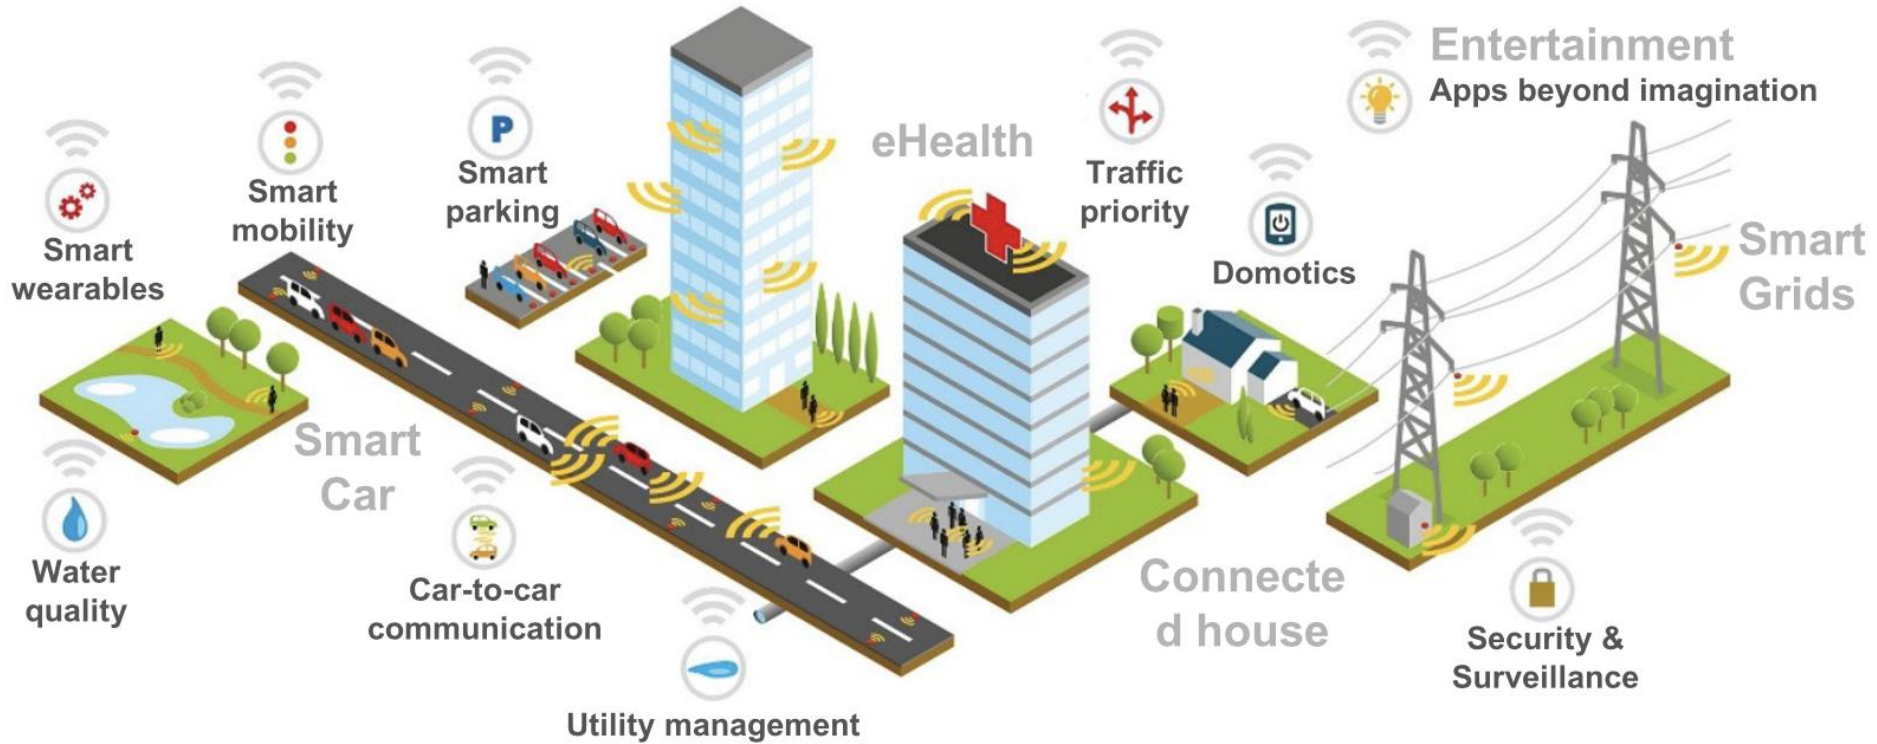 Entertainment
Apps beyond imagination
eHealth
Smart
wearables
Smart
mobility
P
Smart
parking
Traffic
priority
Domotics
Smart
Grids
Smart
Car
Water
quality
Car-to-car
communication
Utility management
Connecte
d house
Security &
Surveillance